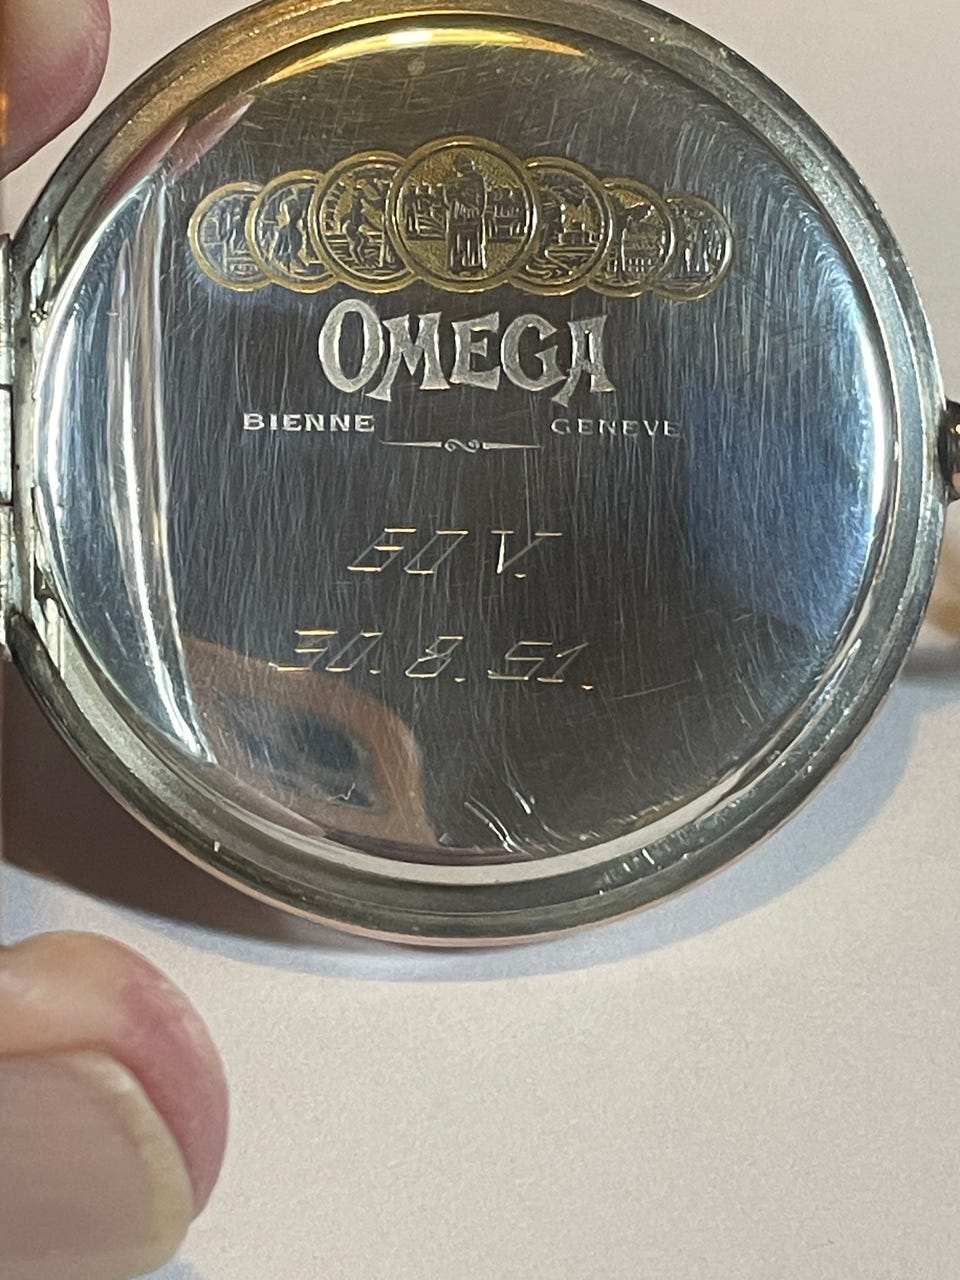 OMEGA
BIENNE GENEVE
60 V.
30. 8. 51.